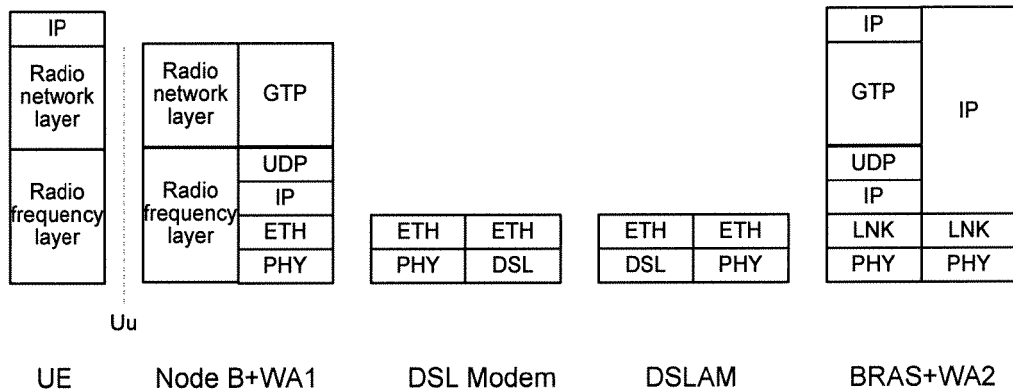 IP
Radio
network
layer
Radio
frequency
layer
Uu
UE
Radio
network
layer
GTP
Radio
frequency
layer
UDP
IP
ETH
PHY
Node B+WA1
ETH ETH
PHY DSL
DSL Modem
ETH ETH
DSL PHY
DSLAM
IP
GTP
IP
UDP
IP
LNK LNK
PHY PHY
BRAS+WA2